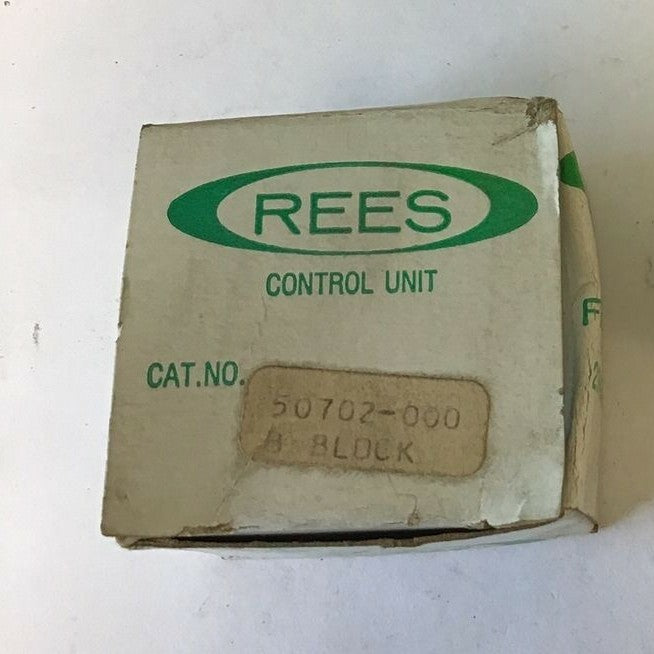 REES
CONTROL UNIT
CAT.NO.
50702-000
B BLOCK